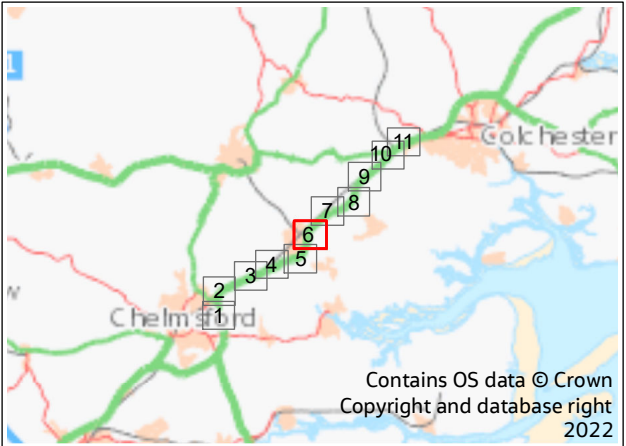 1
Colchester
11
10
9
8
7
6
5
4
3
2
w
1
Chelmsford
Contains OS data © Crown
Copyright and database right
2022